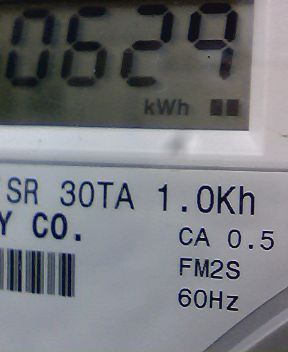 0629
kWh
SR 30TA 1.0Kh
Y CO.
CA 0.5
FM2S
60Hz